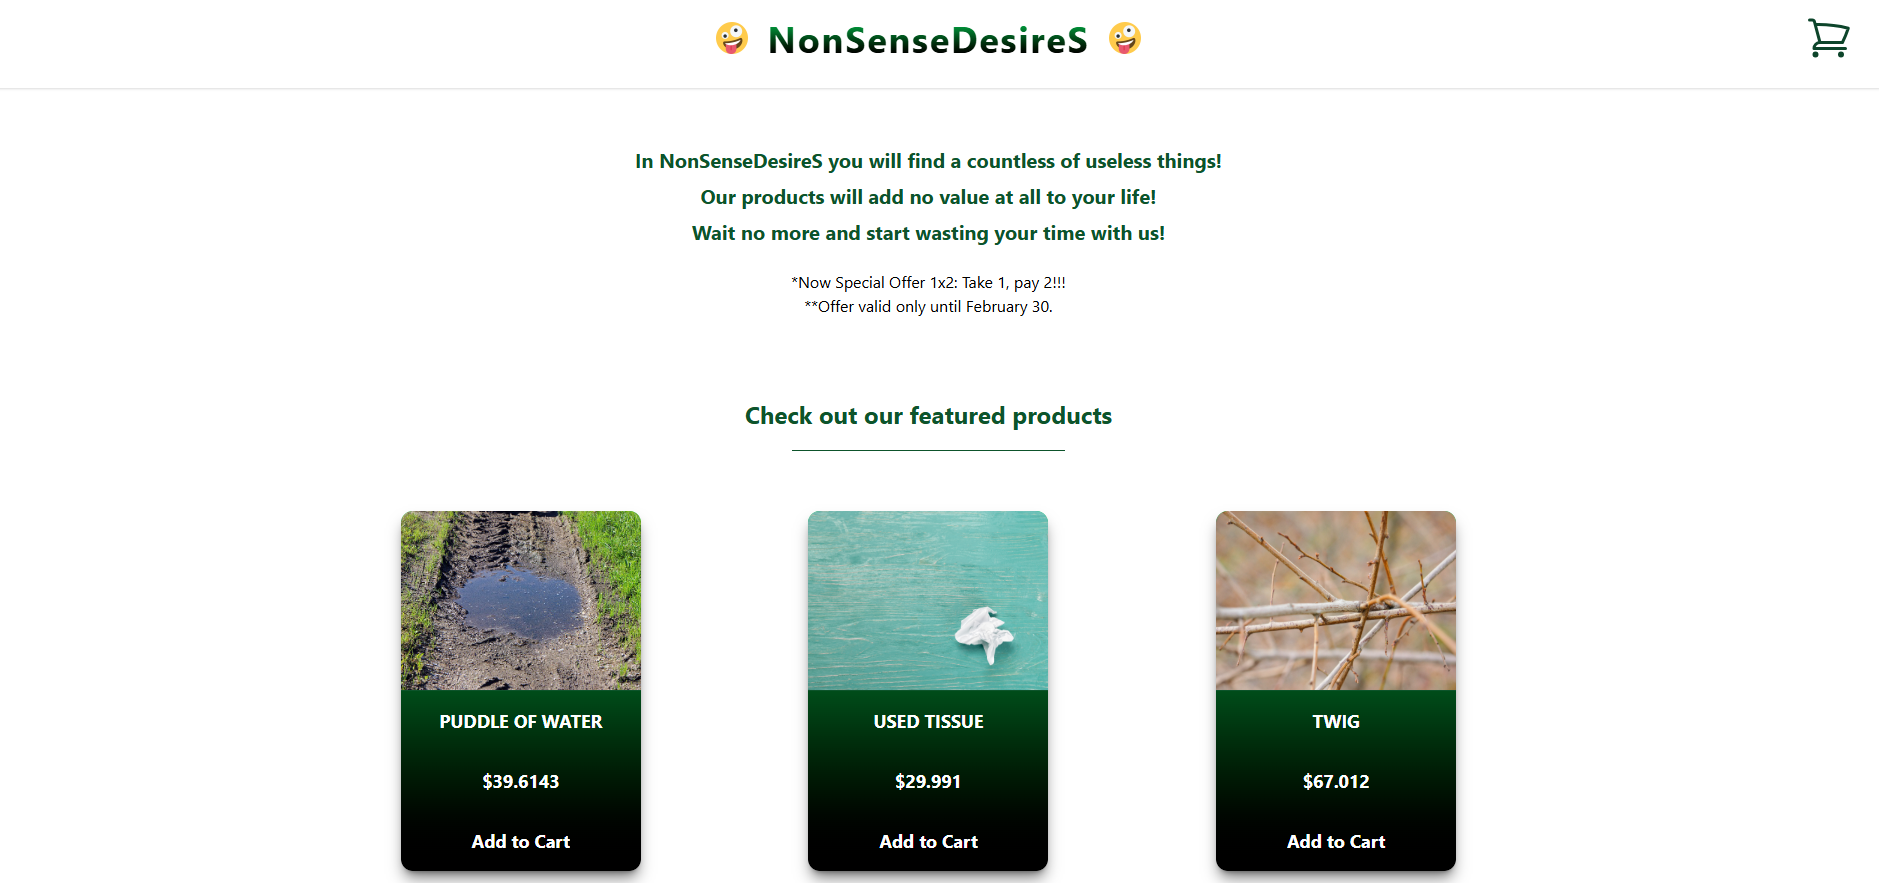 NonSenseDesireS
In NonSenseDesireS you will find a countless of useless things!
Our products will add no value at all to your life!
Wait no more and start wasting your time with us!
*Now Special Offer 1x2: Take 1, pay 2!!!
**Offer valid only until February 30.
Check out our featured products
PUDDLE OF WATER
$39.6143
Add to Cart
USED TISSUE
$29.991
Add to Cart
TWIG
$67.012
Add to Cart